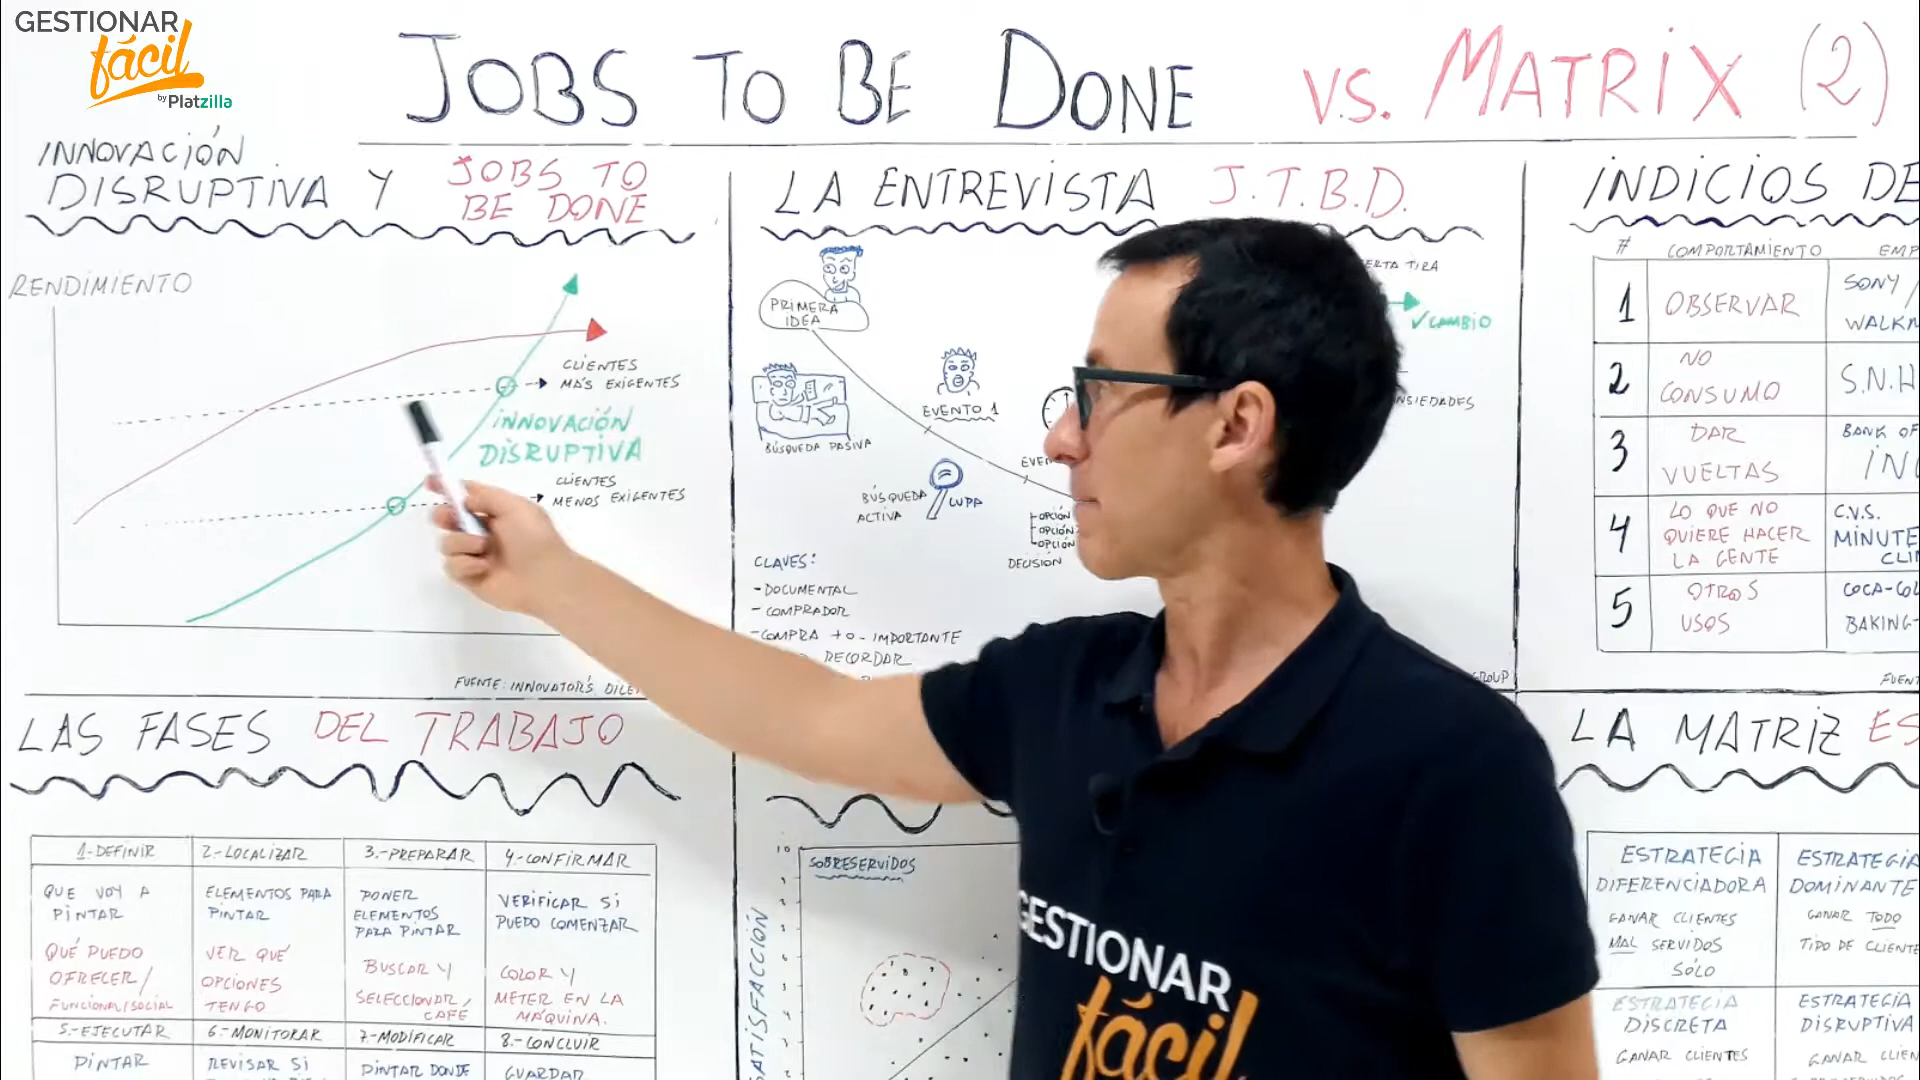 GESTIONAR
fácil
by Platzilla
JOBS TO BE DONE VS. MATRIX (2)
INNOVACIÓN
DISRUPTIVA Y JOBS TO
BE DONE
RENDIMIENTO
CLIENTES
MÁS EXIGENTES
INNOVACIÓN
DISRUPTIVA
CLIENTES
MENOS EXIGENTES
FUENTE: INNOVATOR'S
LA ENTREVISTA J.T.B.D.
PRIMERA
IDEA
BÚSQUEDA PASIVA
EVENTO 1
BÚSQUEDA
ACTIVA
LUPA
-OPCIÓN
-OPCIÓN
-OPCIÓN
DECISIÓN
TIRA
✓CAMBIO
CLAVES:
-DOCUMENTAL
-COMPRADOR
-COMPRA +o- IMPORTANTE
RECORDAR
INDICIOS DE
# COMPORTAMIENTO
1 OBSERVAR SONY /
2 NO
CONSUMO S.N.H
3 DAR
VUELTAS BANK OF
4 LO QUE NO
QUIERE HACER
LA GENTE C.V.S.
MINUTE
5 OTROS
USOS COCA-COL
BAKING-
LAS FASES DEL TRABAJO
1-DEFINIR 2-LOCALIZAR 3.-PREPARAR 4-CONFIRMAR
QUE VOY A
PINTAR
QUÉ PUEDO
OFRECER/
FUNCIONAL/SOCIAL
ELEMENTOS PARA
PINTAR
VER QUÉ
OPCIONES
TENGO
PONER
ELEMENTOS
PARA PINTAR
BUSCAR Y
SELECCIONAR,
CAFÉ
VERIFICAR SI
PUEDO COMENZAR
COLOR Y
METER EN LA
MÁQUINA.
5.-EJECUTAR 6-MONITORAR 7-MODIFICAR 8.-CONCLUIR
PINTAR
REVISAR SI
PINTAR DONDE
GUARDAR
10
SOBRESERVIDOS
SATISFACCIÓN
GESTIONAR
fácil
LA MATRIZ ES
ESTRATEGIA
DIFERENCIADORA
GANAR CLIENTES
MAL SERVIDOS
SÓLO
ESTRATEGIA
DOMINANTE
GANAR TODO
TIPO DE CLIENTE
ESTRATEGIA
DISCRETA
GANAR CLIENTES
ESTRATEGIA
DISRUPTIVA
GANAR CLIEN